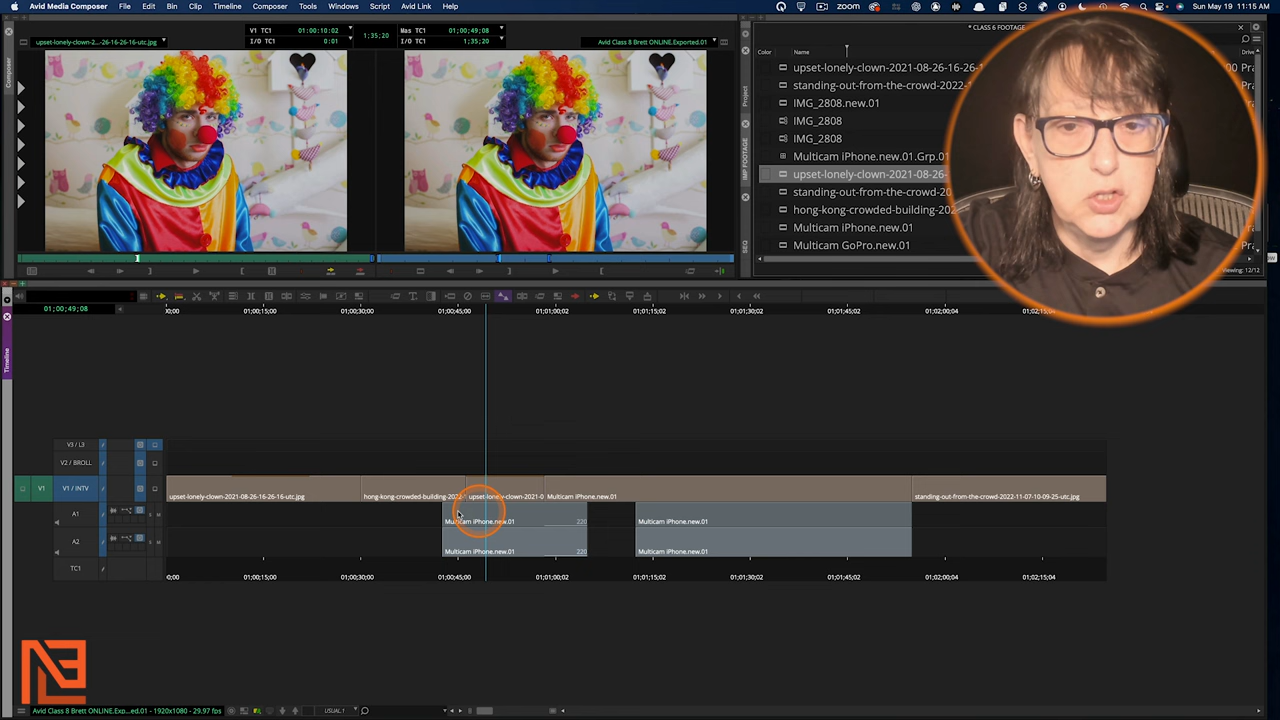 Avid Media Composer File Edit Bin Clip Timeline Composer Avid Tools Windows Script Avid Link Help
zoom Sun May 19 11:15 AM
upset-lonely-clown-2...-26-16-26-16-utc.jpg
V1 TC1 01:00:10:02
I/O TC1 0:01
1;35;20
Mas TC1 01;00;49;08
I/O TC1 1;35;20
Avid Class 8 Brett ONLINE.Exported.01
* CLASS 6 FOOTAGE
Composer
Color Name
upset-lonely-clown-2021-08-26-16-26-16
standing-out-from-the-crowd-2022-1
IMG_2808.new.01
IMG_2808
IMG_2808
Multicam iPhone.new.01.Grp.01
upset-lonely-clown-2021-08-26-
standing-out-from-the-crowd-20
hong-kong-crowded-building-202
Multicam iPhone.new.01
Multicam GoPro.new.01
Project
SEQ
viewing: 12/12
01;00;49;08
00;00 01;00;15;00 01;00;30;00 01;00;45;00 01;01;00;02 01;01;15;02 01;01;30;02 01;01;45;02 01;02;00;04
Timeline
V3 / L3
V2 / BROLL
V1 V1 / INTV
upset-lonely-clown-2021-08-26-16-26-16-utc.jpg hong-kong-crowded-building-2022- upset-lonely-clown-2021-0 Multicam iPhone.new.01 standing-out-from-the-crowd-2022-11-07-10-09-25-utc.jpg
A1 S M
Multicam iPhone.new.01 220 Multicam iPhone.new.01
A2 S M
Multicam iPhone.new.01 220 Multicam iPhone.new.01
TC1
00;00 01;00;15;00 01;00;30;00 01;00;45;00 01;01;00;02 01;01;15;02 01;01;30;02 01;01;45;02 01;02;00;04 01;02;15;04
Avid Class 8 Brett ONLINE.Exp...ed.01 - 1920x1080 - 29.97 fps
USUAL.1